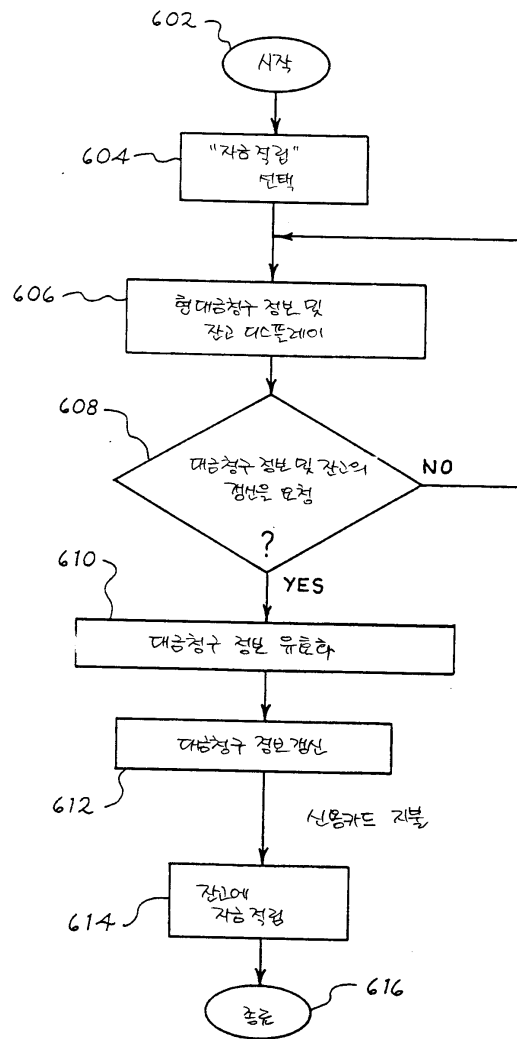 602
시작
604
"자금적립"
선택
606
현대금청구 정보 및
잔고 디스플레이
608
대금청구 정보 및 잔고의
갱신을 요청
?
NO
YES
610
대금청구 정보 유효화
대금청구 정보 갱신
612
신용카드 지불
잔고에
자금 적립
614
종료
616